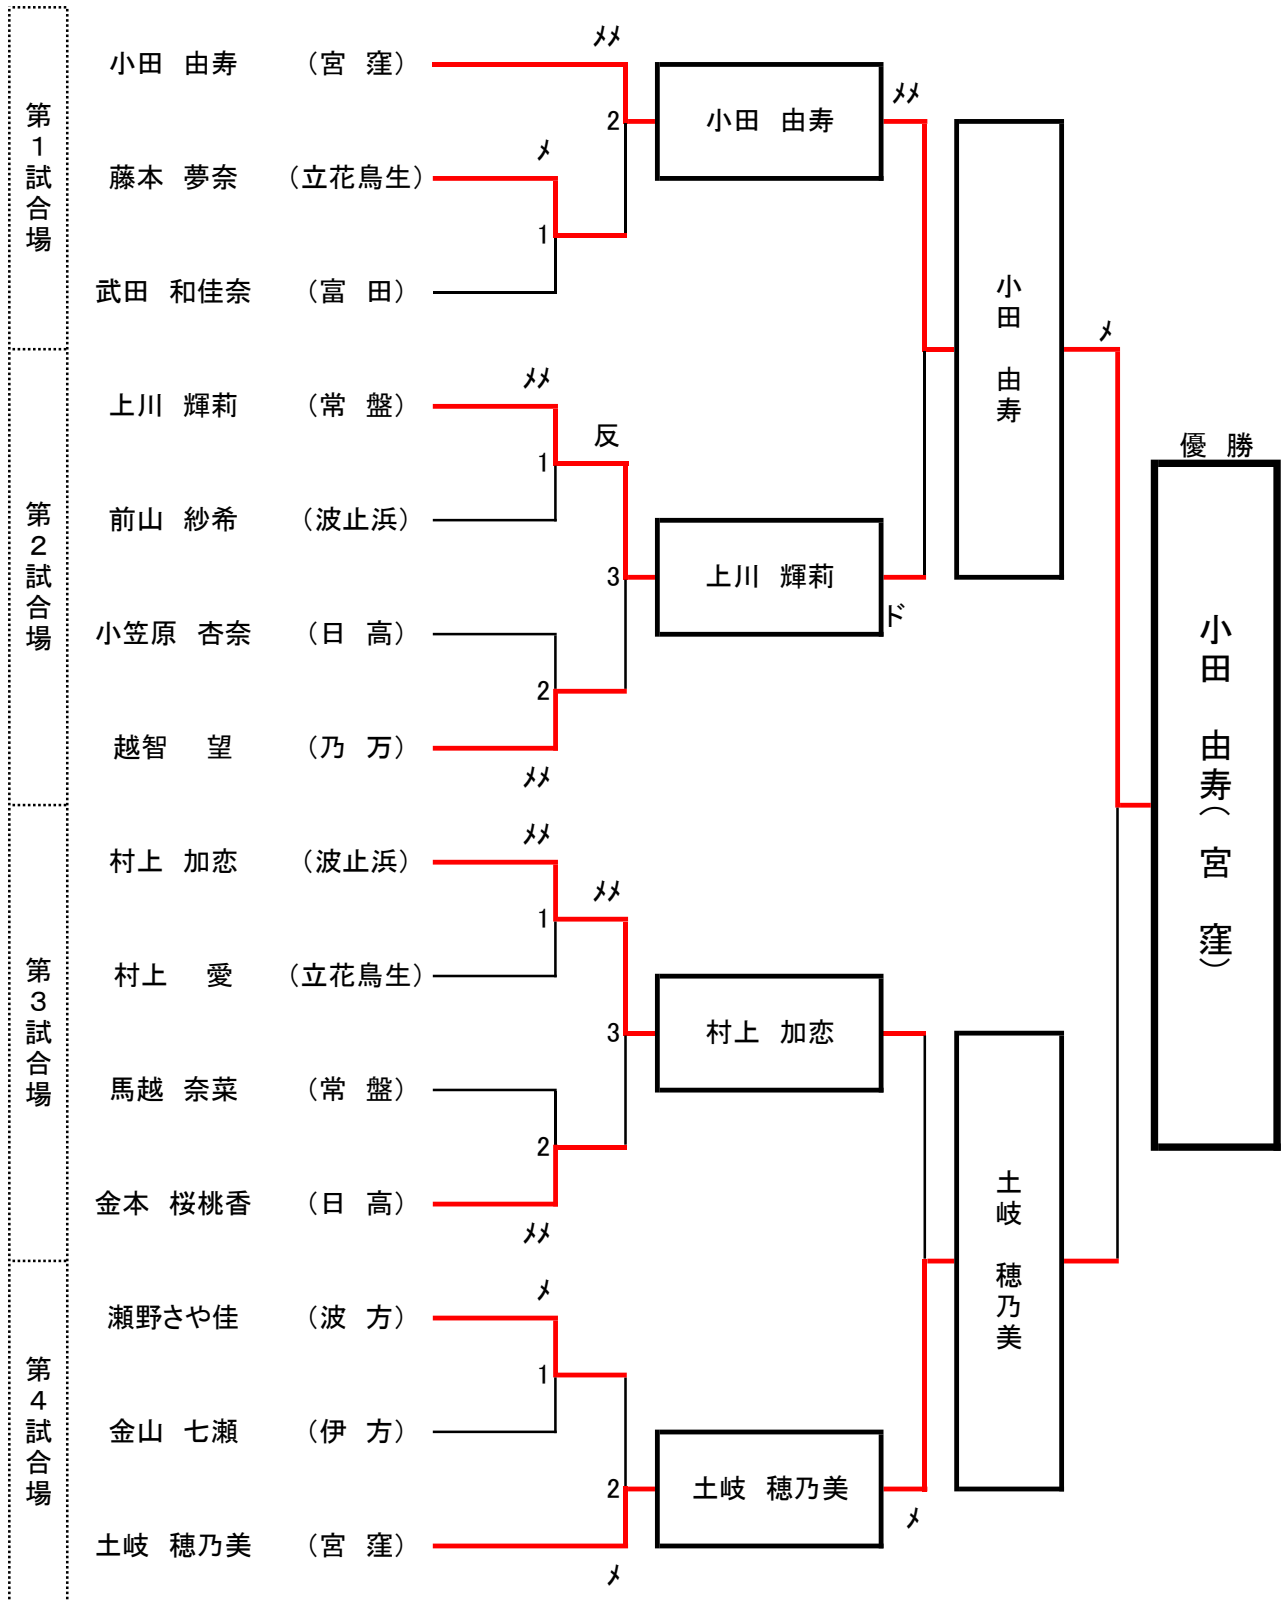 第1試合場
小田 由寿 （宮 窪）
ﾒﾒ
2
藤本 夢奈 （立花鳥生）
ﾒ
1
武田 和佳奈 （富 田）
小田 由寿
ﾒﾒ
第2試合場
上川 輝莉 （常 盤）
ﾒﾒ
1
反
前山 紗希 （波止浜）
3
小笠原 杏奈 （日 高）
2
越智 望 （乃 万）
ﾒﾒ
上川 輝莉
ド
小田 由寿
ﾒ
第3試合場
村上 加恋 （波止浜）
ﾒﾒ
1
ﾒﾒ
村上 愛 （立花鳥生）
3
馬越 奈菜 （常 盤）
2
金本 桜桃香 （日 高）
ﾒﾒ
村上 加恋
第4試合場
瀬野さや佳 （波 方）
ﾒ
1
金山 七瀬 （伊 方）
2
土岐 穂乃美 （宮 窪）
ﾒ
土岐 穂乃美
ﾒ
土岐 穂乃美
優 勝
小田 由寿（宮 窪）